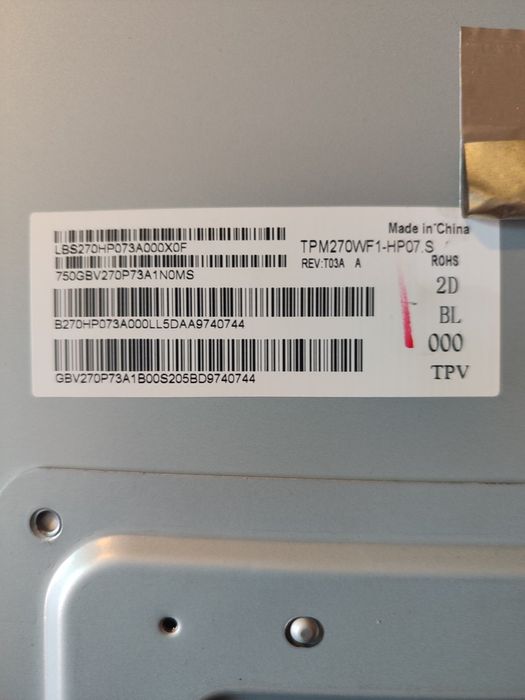 Made in China
LBS270HP073A000X0F
TPM270WF1-HP07.S
750GBV270P73A1N0MS
REV:T03A A
ROHS
2D
BL
B270HP073A000LL5DAA9740744
000
TPV
GBV270P73A1B00S205BD9740744